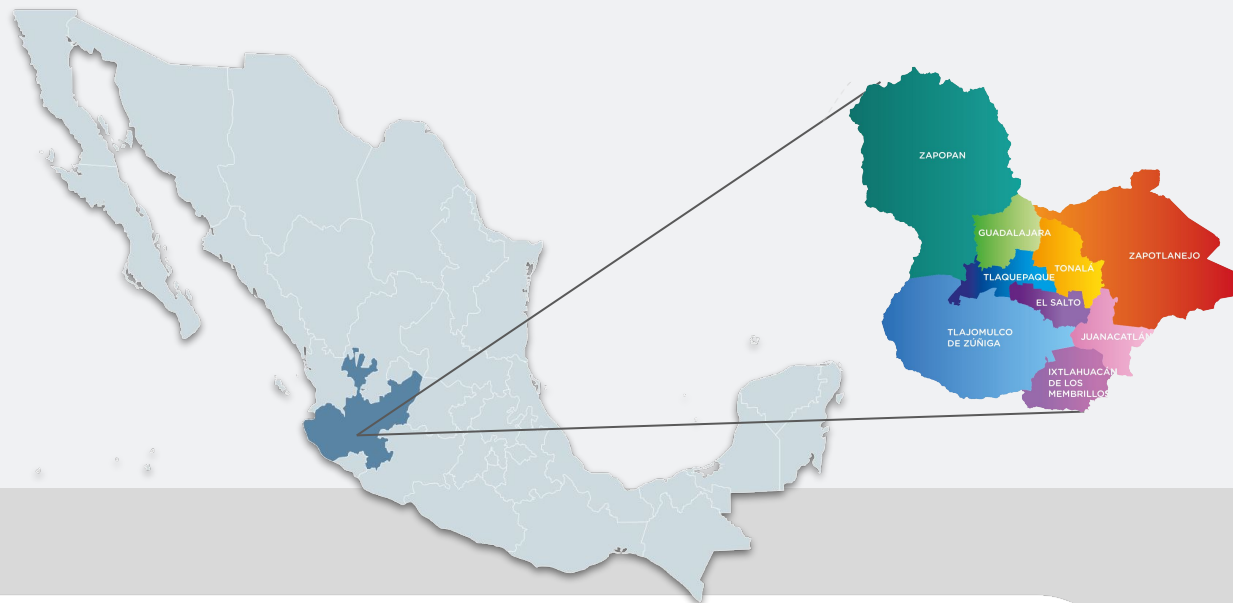 ZAPOPAN
GUADALAJARA
ZAPOTLANEJO
TONALÁ
TLAQUEPAQUE
EL SALTO
TLAJOMULCO
DE ZÚÑIGA
JUANACATLÁN
IXTLAHUACÁN
DE LOS
MEMBRILLOS